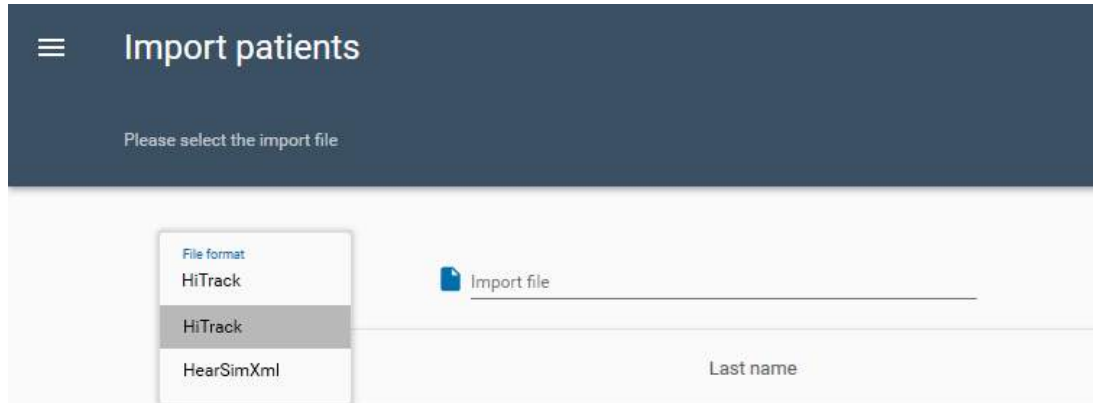 Import patients
Please select the import file
File format
HiTrack
Import file
HiTrack
HearSimXml
Last name